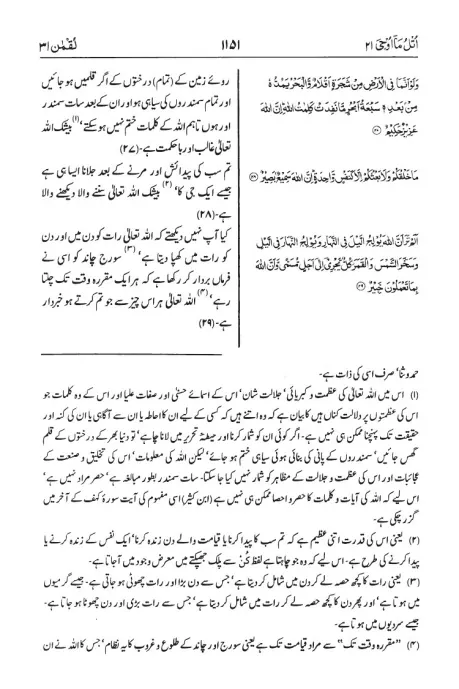 اتل ما اوحی ۲۱
۱۱۵۱
لقمٰن ۳۱
وَلَوْ اَنَّمَا فِی الْاَرْضِ مِنْ شَجَرَةٍ اَقْلَامٌ وَّالْبَحْرُ یَمُدُّهٗ
مِنْۢ بَعْدِهٖ سَبْعَةُ اَبْحُرٍ مَّا نَفِدَتْ كَلِمٰتُ اللّٰهِ اِنَّ اللّٰهَ
عَزِیْزٌ حَكِیْمٌ ۝۲۷
مَا خَلْقُكُمْ وَلَا بَعْثُكُمْ اِلَّا كَنَفْسٍ وَّاحِدَةٍ اِنَّ اللّٰهَ سَمِیْعٌۢ بَصِیْرٌ ۝۲۸
اَلَمْ تَرَ اَنَّ اللّٰهَ یُوْلِجُ الَّیْلَ فِی النَّهَارِ وَیُوْلِجُ النَّهَارَ فِی الَّیْلِ
وَسَخَّرَ الشَّمْسَ وَالْقَمَرَ كُلٌّ یَّجْرِیْۤ اِلٰۤی اَجَلٍ مُّسَمًّی وَّاَنَّ اللّٰهَ
بِمَا تَعْمَلُوْنَ خَبِیْرٌ ۝۲۹
روئے زمین کے (تمام) درختوں کے اگر قلمیں ہو جائیں
اور تمام سمندروں کی سیاہی ہو اور ان کے بعد سات سمندر
اور ہوں تاہم اللہ کے کلمات ختم نہیں ہو سکتے،(۱) بیشک اللہ
تعالیٰ غالب اور باحکمت ہے۔ (۲۷)
تم سب کی پیدائش اور مرنے کے بعد جلانا ایسا ہی ہے
جیسے ایک جی کا،(۲) بیشک اللہ تعالیٰ سننے والا دیکھنے والا
ہے۔ (۲۸)
کیا آپ نہیں دیکھتے کہ اللہ تعالیٰ رات کو دن میں اور دن
کو رات میں کھپا دیتا ہے،(۳) سورج چاند کو اسی نے
فرماں بردار کر رکھا ہے کہ ہر ایک مقررہ وقت تک چلتا
رہے،(۴) اللہ تعالیٰ ہر اس چیز سے جو تم کرتے ہو خبردار
ہے۔ (۲۹)
حمد و ثنا، صرف اسی کی ذات ہے۔
(۱) اس میں اللہ تعالیٰ کی عظمت و کبریائی، جلالت شان، اس کے اسمائے حسنیٰ اور صفات علیا اور اس کے وہ کلمات جو
اس کی عظمتوں پر دلالت کناں ہیں کا بیان ہے کہ وہ اتنے ہیں کہ کسی کے لیے ان کا احاطہ یا ان سے آگاہی یا ان کی کنہ اور
حقیقت تک پہنچنا ممکن ہی نہیں ہے۔ اگر کوئی ان کو شمار کرنا اور حیطۂ تحریر میں لانا چاہے، تو دنیا بھر کے درختوں کے قلم
گھس جائیں، سمندروں کے پانی کی بنائی ہوئی سیاہی ختم ہو جائے، لیکن اللہ کی معلومات، اس کی تخلیق و صنعت کے
عجائبات اور اس کی عظمت و جلالت کے مظاہر کو شمار نہیں کیا جا سکتا۔ سات سمندر بطور مبالغہ ہے، حصر مراد نہیں ہے،
اس لیے کہ اللہ کی آیات و کلمات کا حصر و احصا ممکن ہی نہیں ہے (ابن کثیر) اسی مفہوم کی آیت سورۂ کہف کے آخر میں
گزر چکی ہے۔
(۲) یعنی اس کی قدرت اتنی عظیم ہے کہ تم سب کا پیدا کرنا یا قیامت والے دن زندہ کرنا، ایک نفس کے زندہ کرنے یا
پیدا کرنے کی طرح ہے۔ اس لیے کہ وہ جو چاہتا ہے لفظ کُنْ سے پلک جھپکتے میں معرض وجود میں آ جاتا ہے۔
(۳) یعنی رات کا کچھ حصہ لے کر دن میں شامل کر دیتا ہے، جس سے دن بڑا اور رات چھوٹی ہو جاتی ہے۔ جیسے گرمیوں
میں ہوتا ہے، اور پھر دن کا کچھ حصہ لے کر رات میں شامل کر دیتا ہے، جس سے رات بڑی اور دن چھوٹا ہو جاتا ہے۔
جیسے سردیوں میں ہوتا ہے۔
(۴) "مقررہ وقت تک" سے مراد قیامت تک ہے یعنی سورج اور چاند کے طلوع و غروب کا یہ نظام، جس کا اللہ نے ان